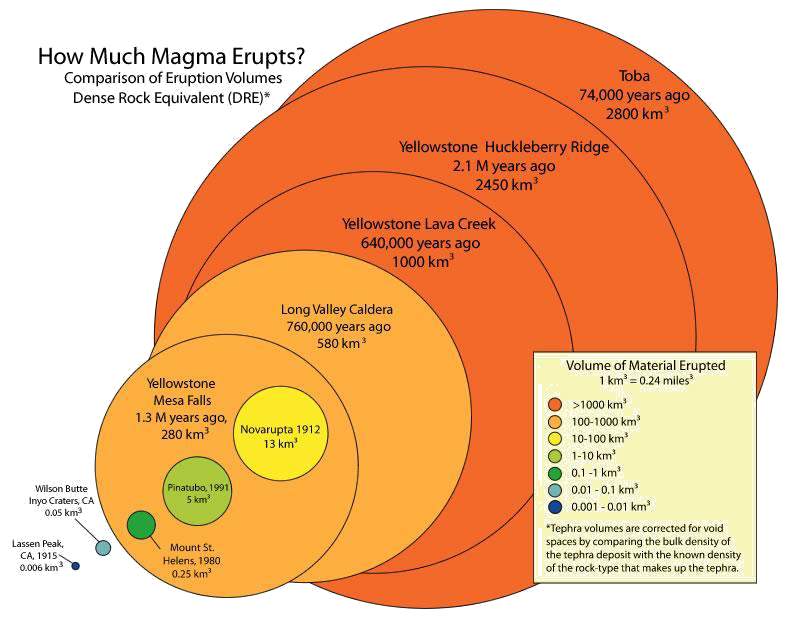 How Much Magma Erupts?
Comparison of Eruption Volumes
Dense Rock Equivalent (DRE)*
Toba
74,000 years ago
2800 km³
Yellowstone Huckleberry Ridge
2.1 M years ago
2450 km³
Yellowstone Lava Creek
640,000 years ago
1000 km³
Long Valley Caldera
760,000 years ago
580 km³
Yellowstone
Mesa Falls
1.3 M years ago,
280 km³
Novarupta 1912
13 km³
Pinatubo, 1991
5 km³
Wilson Butte
Inyo Craters, CA
0.05 km³
Lassen Peak,
CA, 1915
0.006 km³
Mount St.
Helens, 1980
0.25 km³
Volume of Material Erupted
1 km³ = 0.24 miles³
>1000 km³
100-1000 km³
10-100 km³
1-10 km³
0.1 -1 km³
0.01 - 0.1 km³
0.001 - 0.01 km³
*Tephra volumes are corrected for void
spaces by comparing the bulk density of
the tephra deposit with the known density
of the rock-type that makes up the tephra.